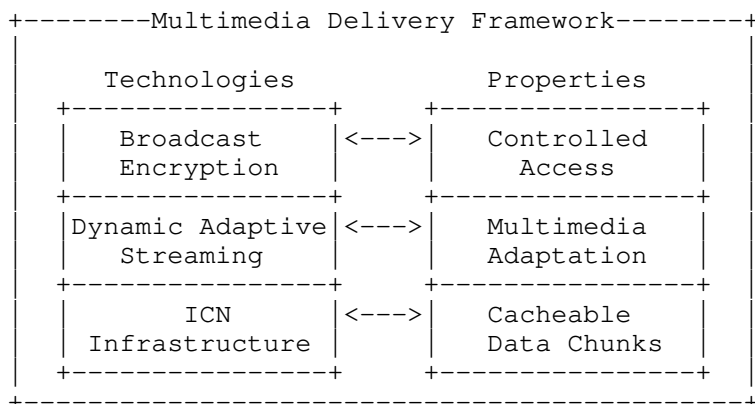 Multimedia Delivery Framework
Technologies Properties
Broadcast <---> Controlled
Encryption Access
Dynamic Adaptive <---> Multimedia
Streaming Adaptation
ICN <---> Cacheable
Infrastructure Data Chunks